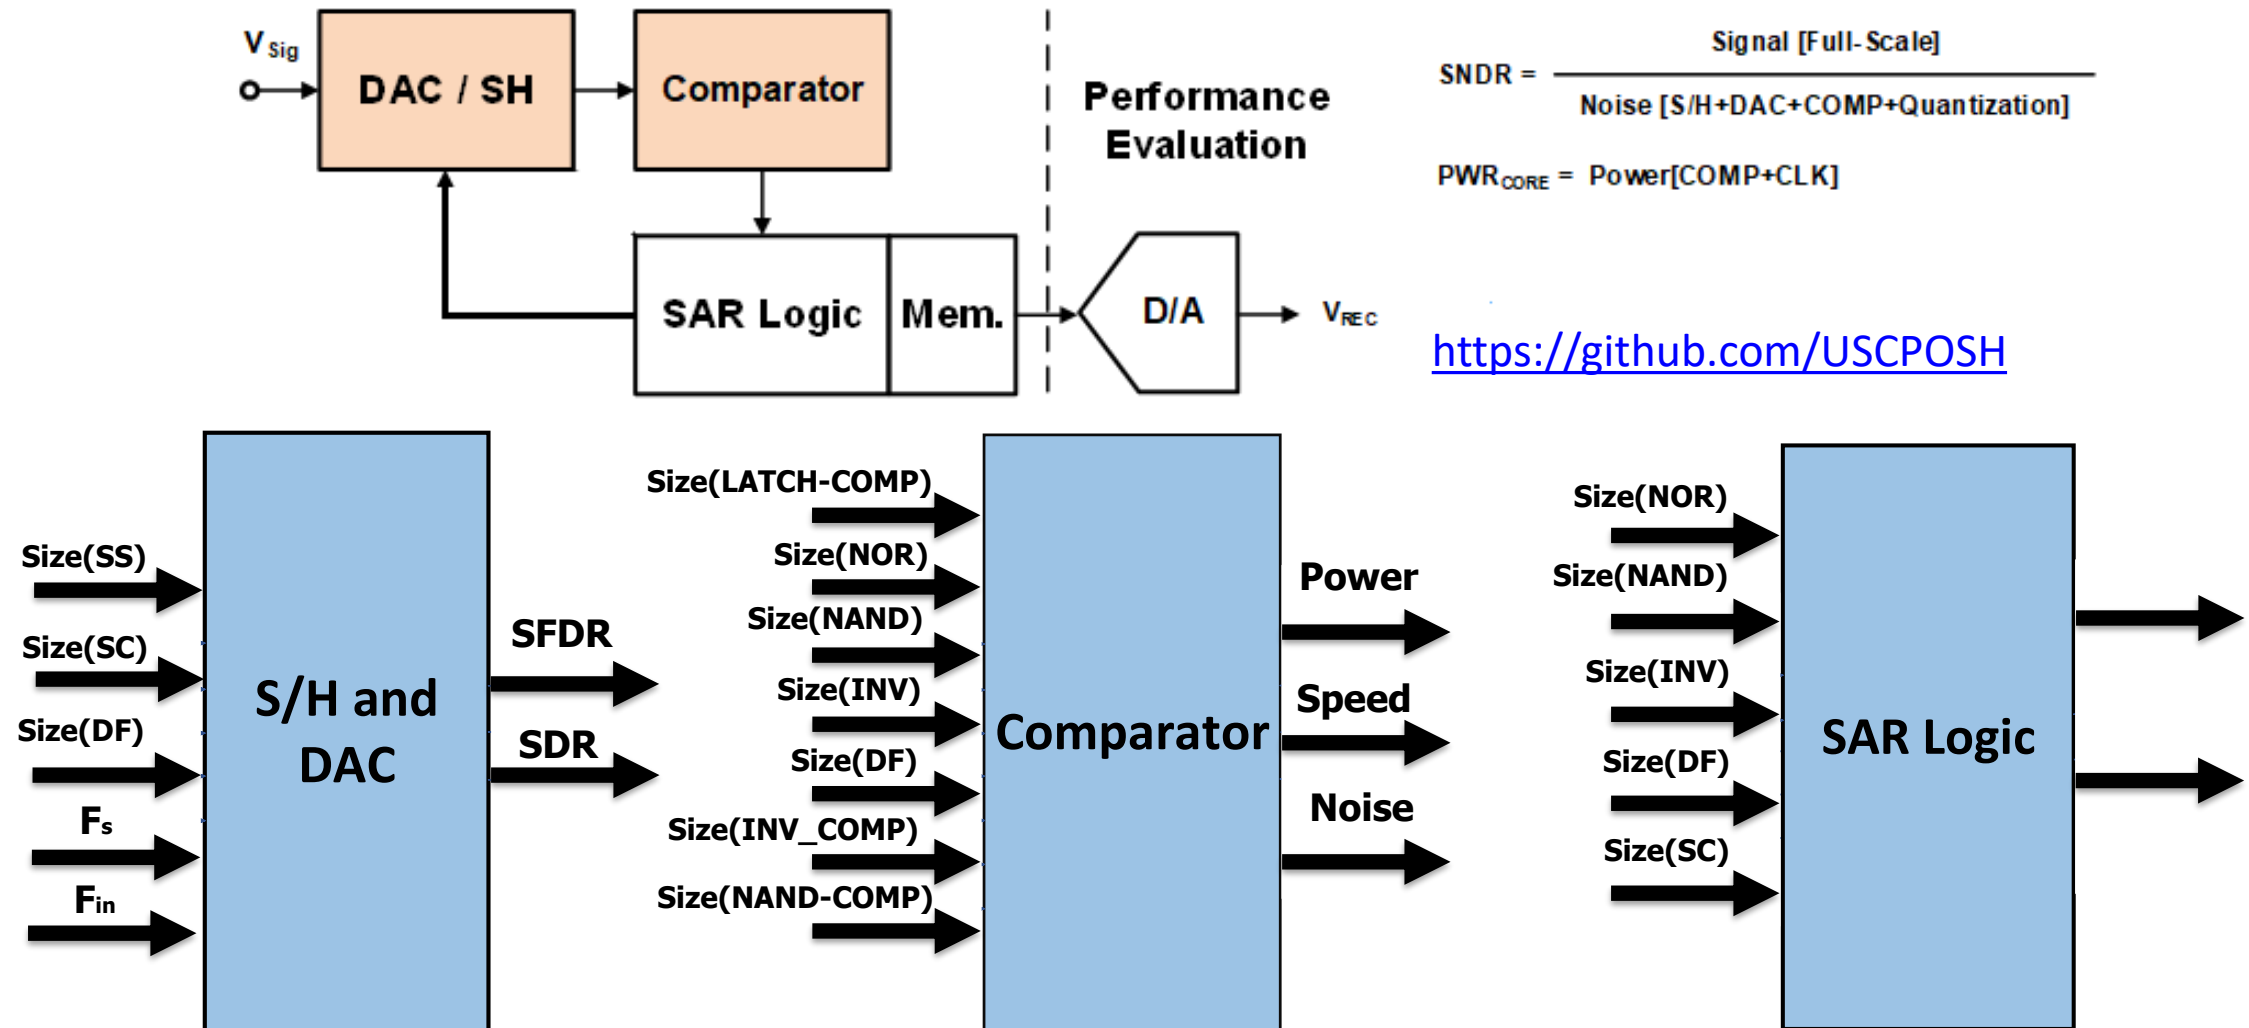 V Sig
DAC / SH
Comparator
Performance
Evaluation
SNDR =
Signal [Full-Scale]
Noise [S/H+DAC+COMP+Quantization]
PWRCORE = Power[COMP+CLK]
SAR Logic
Mem.
D/A
VREC
https://github.com/USCPOSH
Size(SS)
Size(SC)
Size(DF)
Fs
Fin
S/H and
DAC
SFDR
SDR
Size(LATCH-COMP)
Size(NOR)
Size(NAND)
Size(INV)
Size(DF)
Size(INV_COMP)
Size(NAND-COMP)
Comparator
Power
Speed
Noise
Size(NOR)
Size(NAND)
Size(INV)
Size(DF)
Size(SC)
SAR Logic